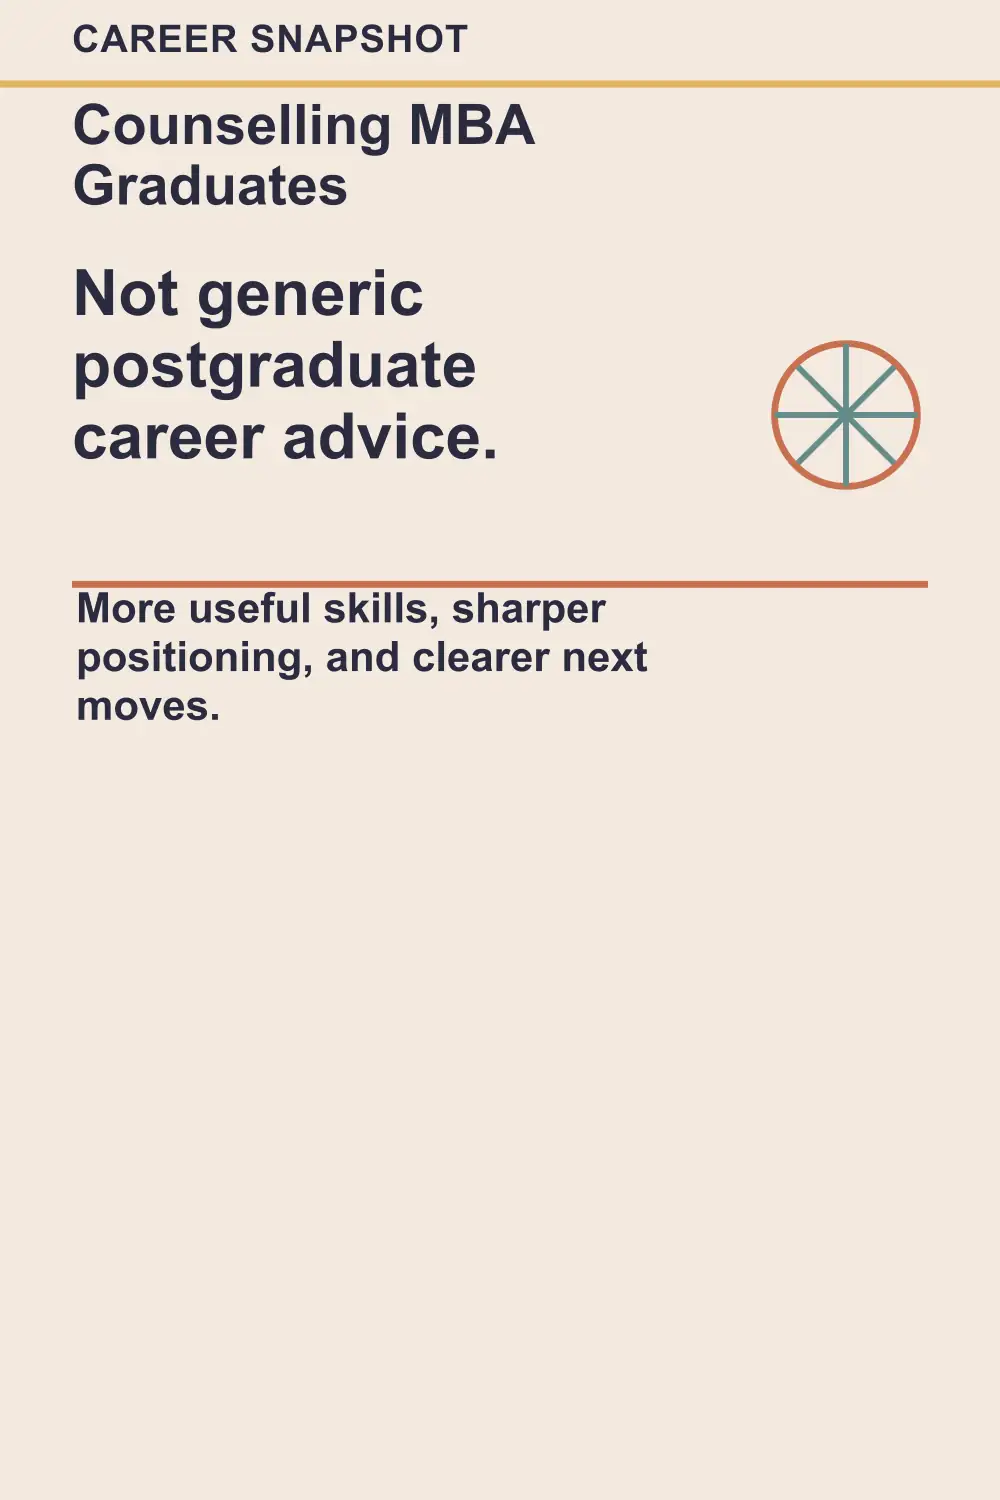 CAREER SNAPSHOT
Counselling MBA
Graduates
Not generic
postgraduate
career advice.
More useful skills, sharper
positioning, and clearer next
moves.